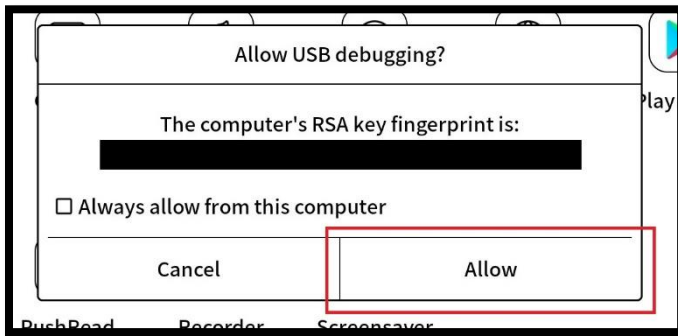 Allow USB debugging?
Play
The computer's RSA key fingerprint is:
Always allow from this computer
Cancel
Allow
PushRead
Recorder
Screensaver